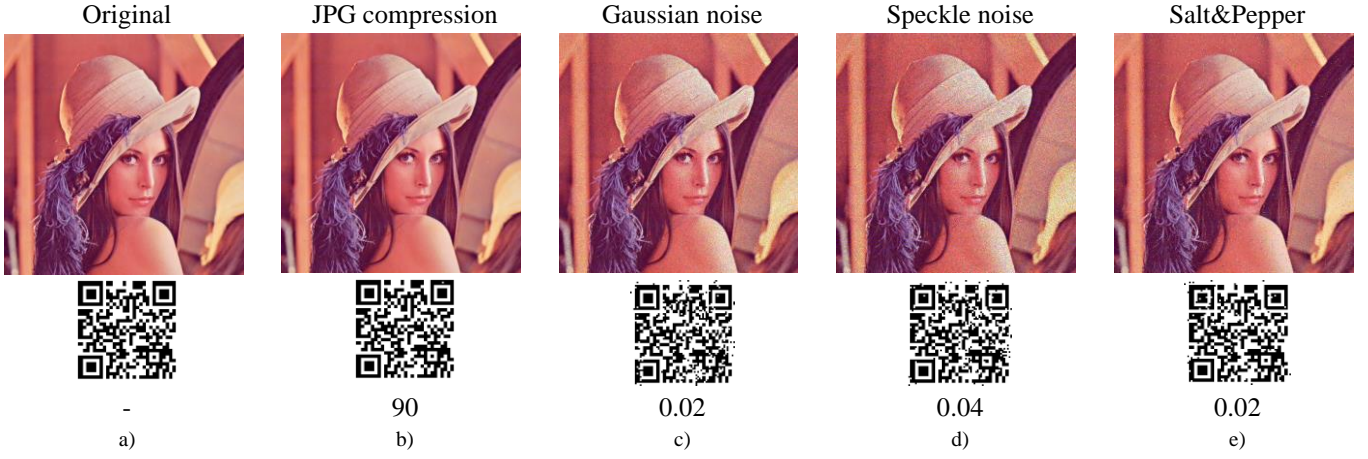 Original JPG compression Gaussian noise Speckle noise Salt&Pepper
- 90 0.02 0.04 0.02
a) b) c) d) e)